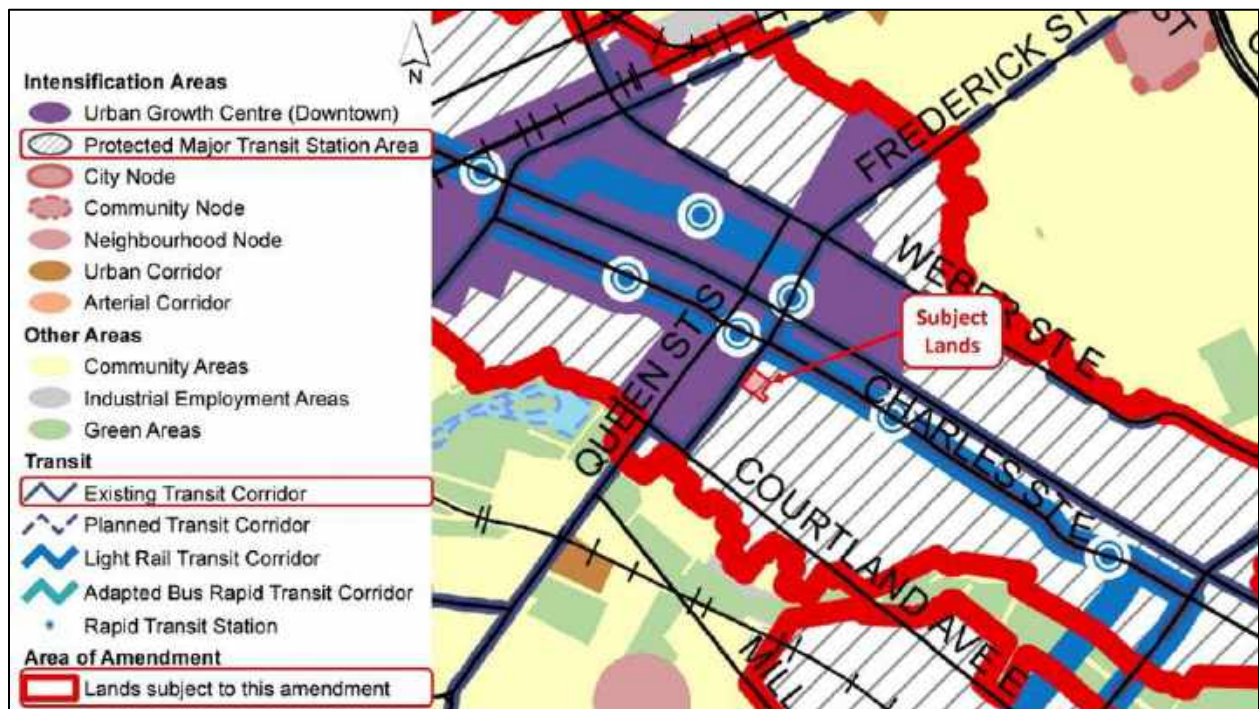 N
Intensification Areas
Urban Growth Centre (Downtown)
Protected Major Transit Station Area
City Node
Community Node
Neighbourhood Node
Urban Corridor
Arterial Corridor
Other Areas
Community Areas
Industrial Employment Areas
Green Areas
Transit
Existing Transit Corridor
Planned Transit Corridor
Light Rail Transit Corridor
Adapted Bus Rapid Transit Corridor
Rapid Transit Station
Area of Amendment
Lands subject to this amendment
FREDERICK ST
ST
WEBER ST E
Subject
Lands
QUEEN ST S
CHARLES ST E
COURTLAND AVE E
MILL